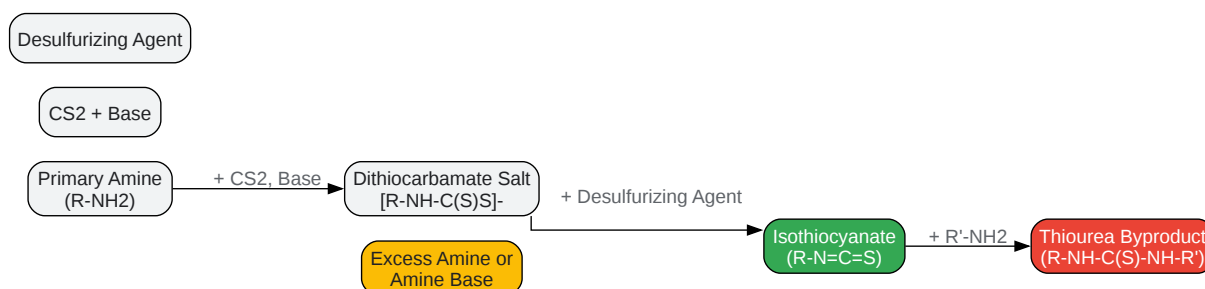 Desulfurizing Agent
CS2 + Base
Primary Amine
(R-NH2)
+ CS2, Base
Dithiocarbamate Salt
[R-NH-C(S)S]-
+ Desulfurizing Agent
Excess Amine or
Amine Base
Isothiocyanate
(R-N=C=S)
+ R'-NH2
Thiourea Byproduct
(R-NH-C(S)-NH-R')